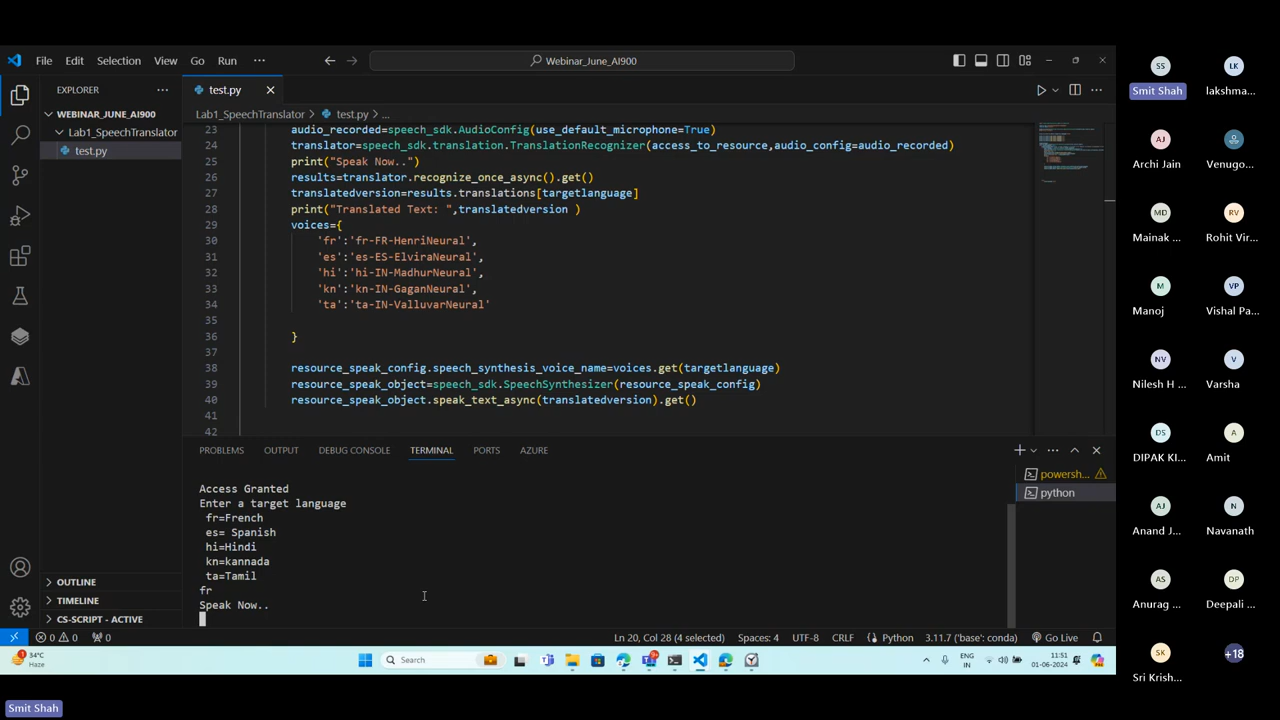 File Edit Selection View Go Run ···
Webinar_June_AI900
EXPLORER ···
WEBINAR_JUNE_AI900
Lab1_SpeechTranslator
test.py
OUTLINE
TIMELINE
CS-SCRIPT - ACTIVE
test.py
Lab1_SpeechTranslator > test.py > ...
23 audio_recorded=speech_sdk.AudioConfig(use_default_microphone=True)
24 translator=speech_sdk.translation.TranslationRecognizer(access_to_resource,audio_config=audio_recorded)
25 print("Speak Now..")
26 results=translator.recognize_once_async().get()
27 translatedversion=results.translations[targetlanguage]
28 print("Translated Text: ",translatedversion )
29 voices={
30 'fr':'fr-FR-HenriNeural',
31 'es':'es-ES-ElviraNeural',
32 'hi':'hi-IN-MadhurNeural',
33 'kn':'kn-IN-GaganNeural',
34 'ta':'ta-IN-ValluvarNeural'
35
36 }
37
38 resource_speak_config.speech_synthesis_voice_name=voices.get(targetlanguage)
39 resource_speak_object=speech_sdk.SpeechSynthesizer(resource_speak_config)
40 resource_speak_object.speak_text_async(translatedversion).get()
41
42
PROBLEMS OUTPUT DEBUG CONSOLE TERMINAL PORTS AZURE
powersh...
python
Access Granted
Enter a target language
fr=French
es= Spanish
hi=Hindi
kn=kannada
ta=Tamil
fr
Speak Now..
0 0 0 Ln 20, Col 28 (4 selected) Spaces: 4 UTF-8 CRLF Python 3.11.7 ('base': conda) Go Live
34°C
Haze
Search
ENG
IN
11:51
01-06-2024
SS
Smit Shah
LK
lakshma...
AJ
Archi Jain
Venugo...
MD
Mainak ...
RV
Rohit Vir...
M
Manoj
VP
Vishal Pa...
NV
Nilesh H ...
V
Varsha
DS
DIPAK KI...
A
Amit
AJ
Anand J...
N
Navanath
AS
Anurag ...
DP
Deepali ...
SK
Sri Krish...
+18
Smit Shah